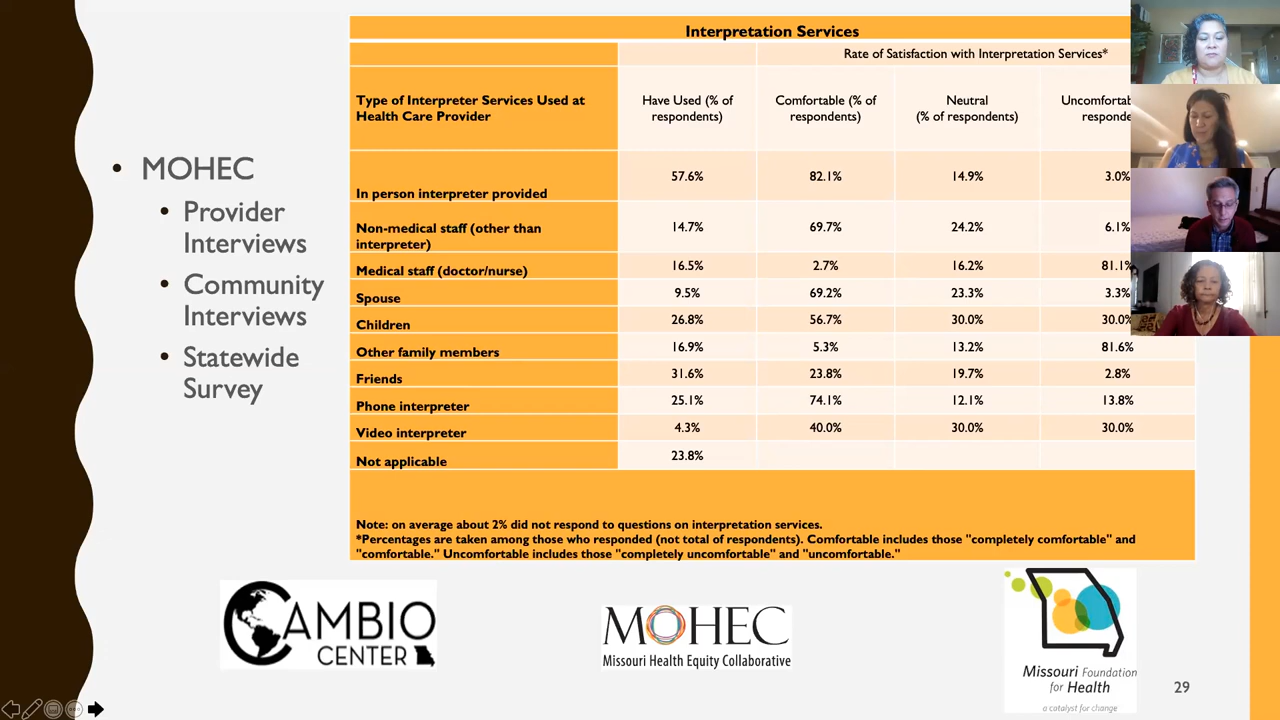 Interpretation Services
Rate of Satisfaction with Interpretation Services*
Type of Interpreter Services Used at
Health Care Provider
Have Used (% of
respondents)
Comfortable (% of
respondents)
Neutral
(% of respondents)
In person interpreter provided 57.6% 82.1% 14.9% 3.0%
Non-medical staff (other than
interpreter) 14.7% 69.7% 24.2% 6.1%
Medical staff (doctor/nurse) 16.5% 2.7% 16.2% 81.1%
Spouse 9.5% 69.2% 23.3% 3.3%
Children 26.8% 56.7% 30.0% 30.0%
Other family members 16.9% 5.3% 13.2% 81.6%
Friends 31.6% 23.8% 19.7% 2.8%
Phone interpreter 25.1% 74.1% 12.1% 13.8%
Video interpreter 4.3% 40.0% 30.0% 30.0%
Not applicable 23.8%
Note: on average about 2% did not respond to questions on interpretation services.
*Percentages are taken among those who responded (not total of respondents). Comfortable includes those "completely comfortable" and
"comfortable." Uncomfortable includes those "completely uncomfortable" and "uncomfortable."
• MOHEC
• Provider
Interviews
• Community
Interviews
• Statewide
Survey
CAMBIO
CENTER
MOHEC
Missouri Health Equity Collaborative
Missouri Foundation
for Health
a catalyst for change
29